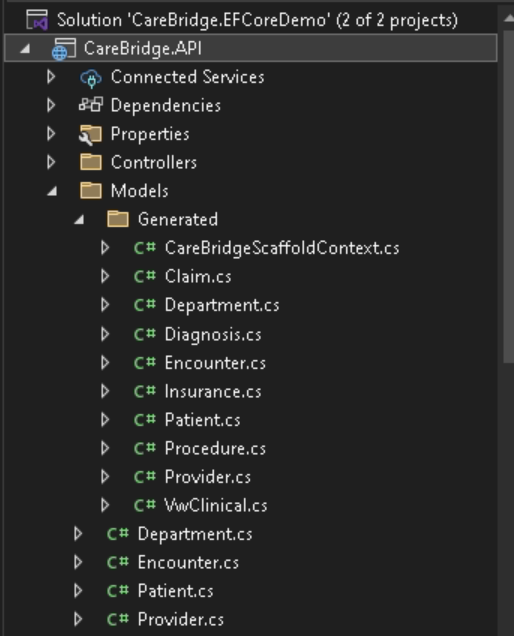 Solution 'CareBridge.EFCoreDemo' (2 of 2 projects)
CareBridge.API
Connected Services
Dependencies
Properties
Controllers
Models
Generated
C# CareBridgeScaffoldContext.cs
C# Claim.cs
C# Department.cs
C# Diagnosis.cs
C# Encounter.cs
C# Insurance.cs
C# Patient.cs
C# Procedure.cs
C# Provider.cs
C# VwClinical.cs
C# Department.cs
C# Encounter.cs
C# Patient.cs
C# Provider.cs